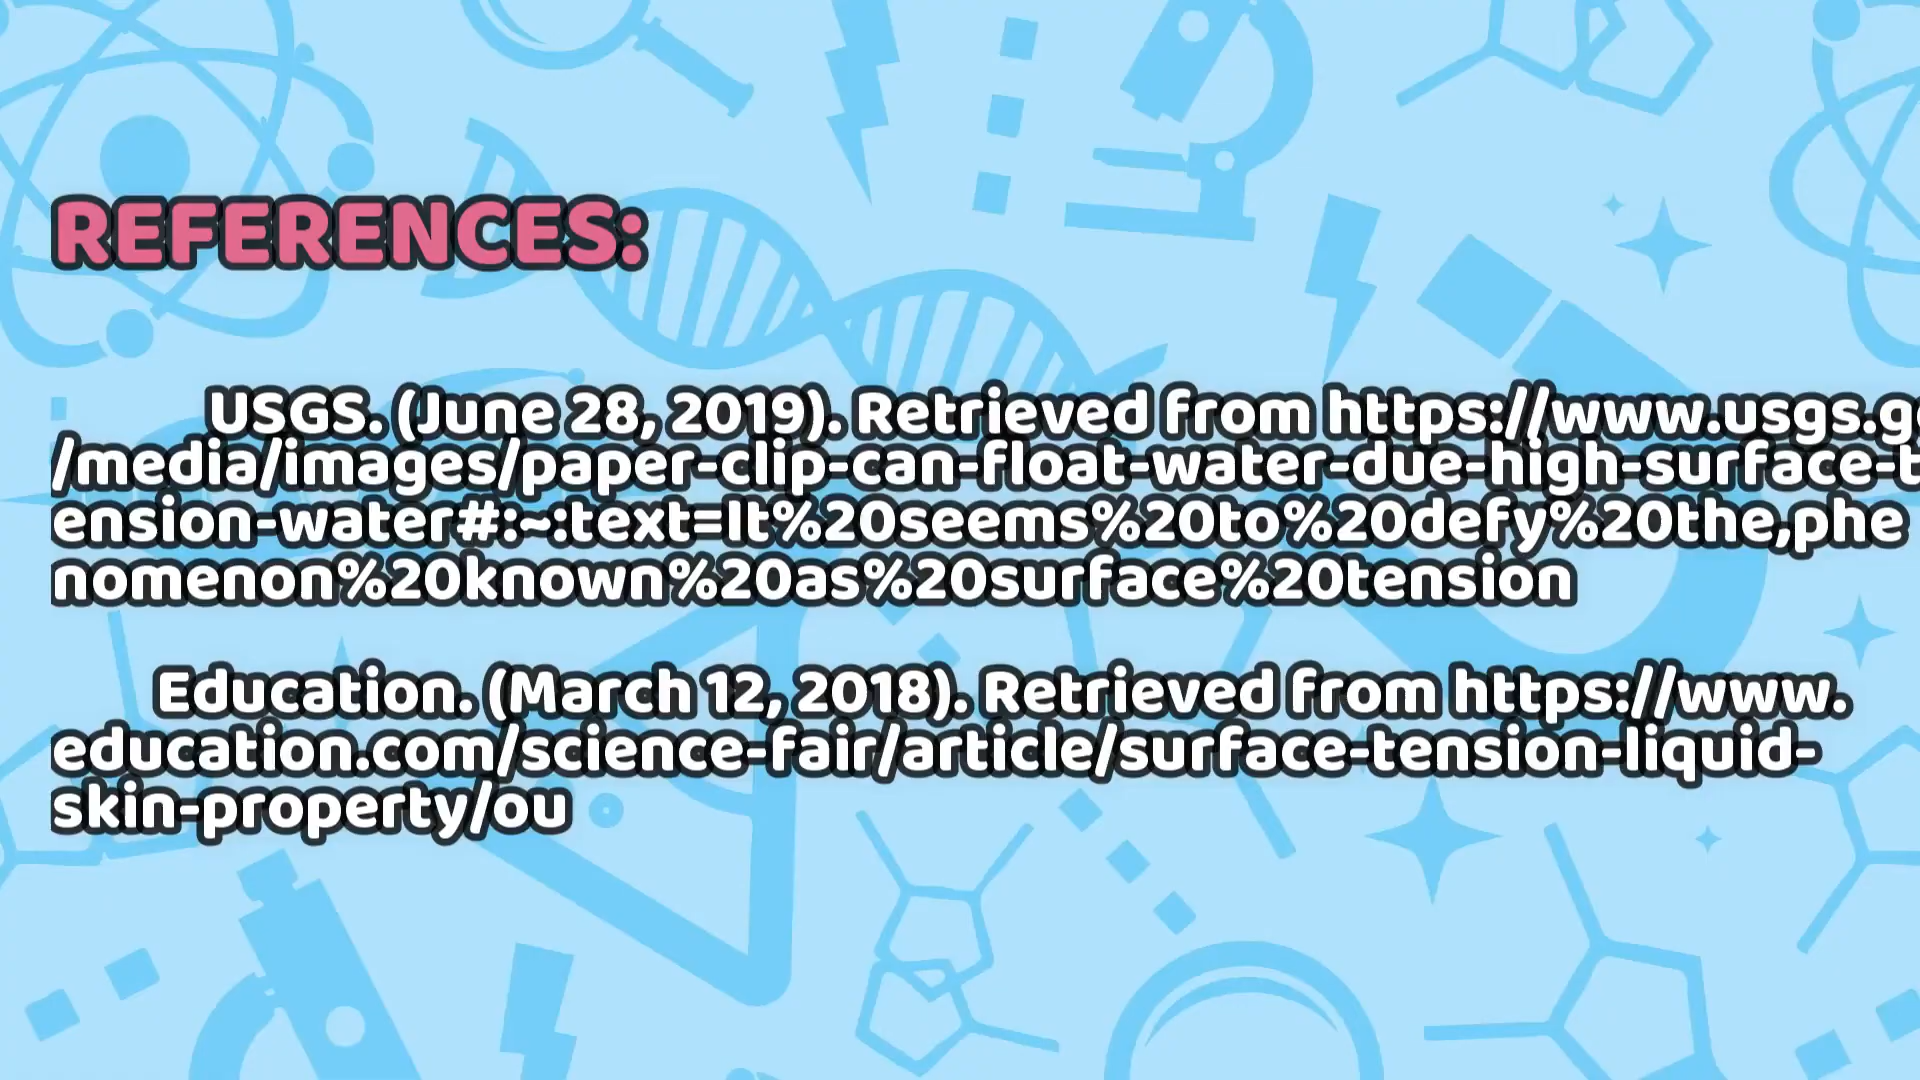 REFERENCES:
USGS. (June 28, 2019). Retrieved from https://www.usgs.g
/media/images/paper-clip-can-float-water-due-high-surface-t
ension-water#:~:text=It%20seems%20to%20defy%20the,phe
nomenon%20known%20as%20surface%20tension
Education. (March 12, 2018). Retrieved from https://www.
education.com/science-fair/article/surface-tension-liquid-
skin-property/ou